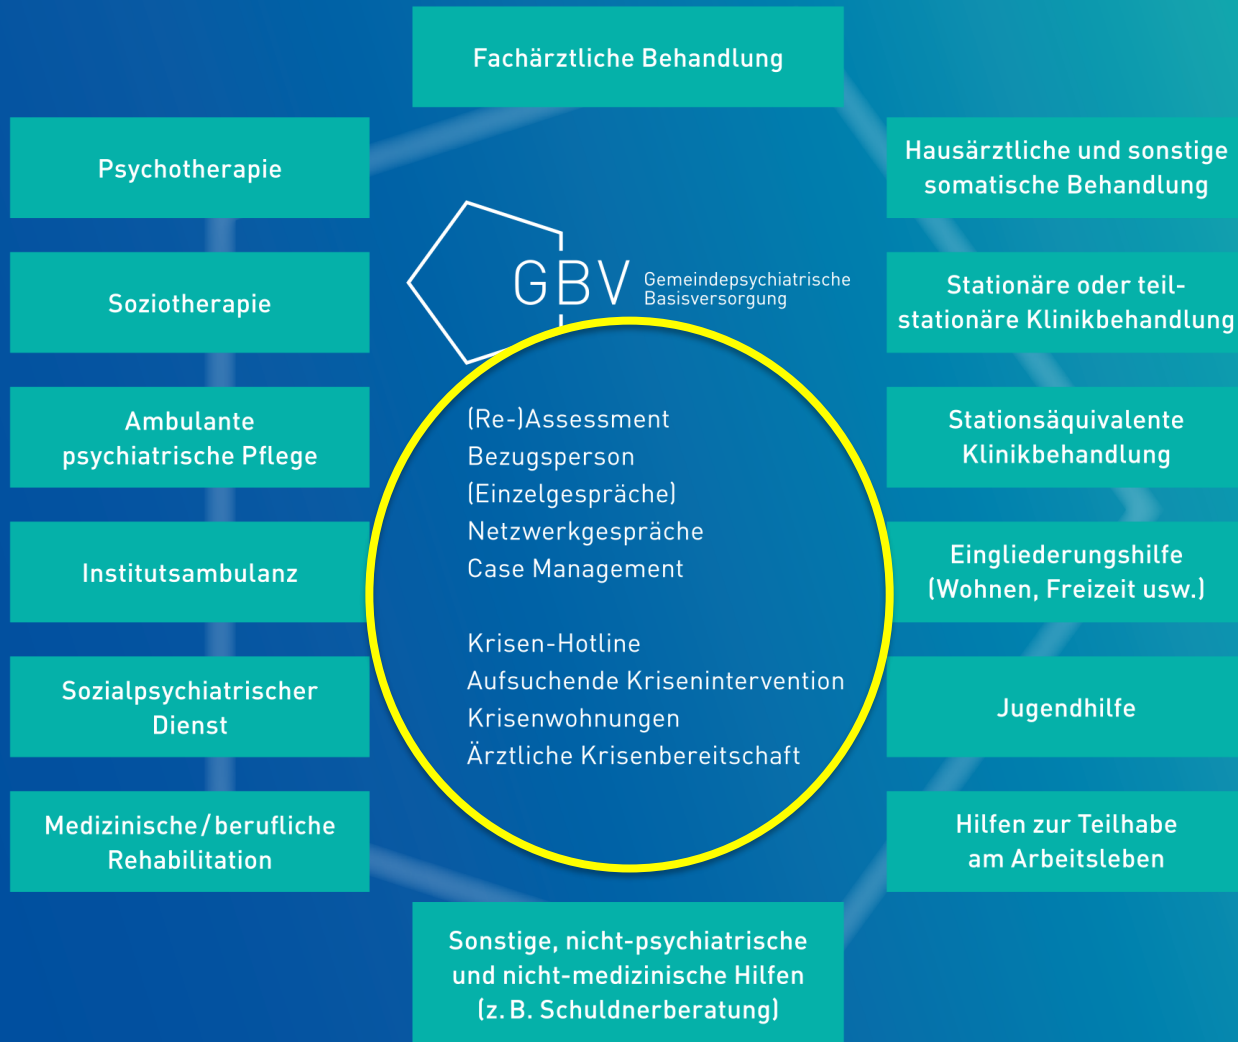 Fachärztliche Behandlung
Psychotherapie
Soziotherapie
Ambulante
psychiatrische Pflege
Institutsambulanz
Sozialpsychiatrischer
Dienst
Medizinische/berufliche
Rehabilitation
GBV
Gemeindepsychiatrische
Basisversorgung
(Re-)Assessment
Bezugsperson
(Einzelgespräche)
Netzwerkgespräche
Case Management
Krisen-Hotline
Aufsuchende Krisenintervention
Krisenwohnungen
Ärztliche Krisenbereitschaft
Hausärztliche und sonstige
somatische Behandlung
Stationäre oder teil-
stationäre Klinikbehandlung
Stationsäquivalente
Klinikbehandlung
Eingliederungshilfe
(Wohnen, Freizeit usw.)
Jugendhilfe
Hilfen zur Teilhabe
am Arbeitsleben
Sonstige, nicht-psychiatrische
und nicht-medizinische Hilfen
(z. B. Schuldnerberatung)